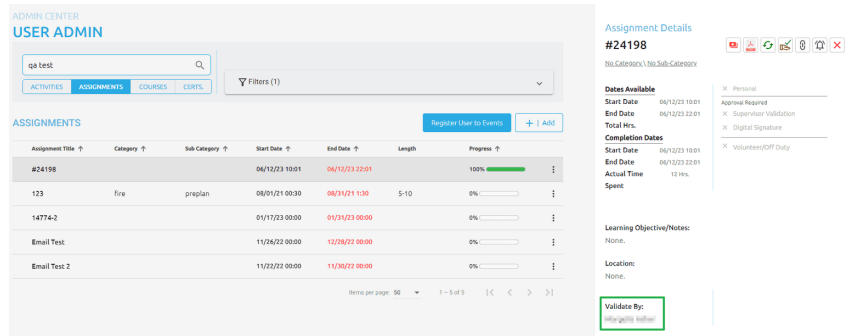 ADMIN CENTER
USER ADMIN
qa test
ACTIVITIES ASSIGNMENTS COURSES CERTS.
Filters (1)
ASSIGNMENTS
Register User to Events
+ | Add
Assignment Title Category Sub Category Start Date End Date Length Progress
#24198 06/12/23 10:01 06/12/23 22:01 100%
123 fire preplan 08/01/21 00:30 08/31/21 1:30 5-10 0%
14774-2 01/17/23 00:00 01/31/23 00:00 0%
Email Test 11/26/22 00:00 12/28/22 00:00 0%
Email Test 2 11/22/22 00:00 11/30/22 00:00 0%
Items per page: 50 1 – 5 of 5
Assignment Details
#24198
No Category \ No Sub-Category
Dates Available
Start Date 06/12/23 10:01
End Date 06/12/23 22:01
Total Hrs.
Completion Dates
Start Date 06/12/23 10:01
End Date 06/12/23 22:01
Actual Time 12 Hrs.
Spent
Personal
Approval Required
Supervisor Validation
Digital Signature
Volunteer/Off Duty
Learning Objective/Notes:
None.
Location:
None.
Validate By: